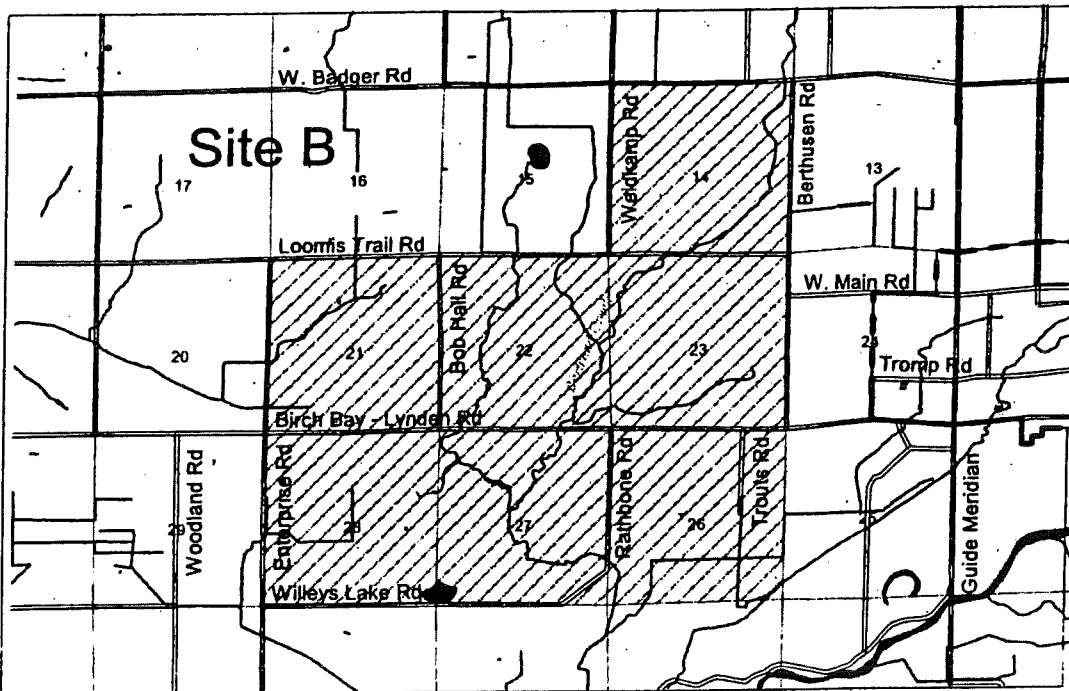 W. Badger Rd
Site B
Weidkamp Rd
Berthusen Rd
17
16
15
14
13
Loomis Trail Rd
Bob Hall Rd
W. Main Rd
20
21
22
23
24
Tromp Rd
Birch Bay - Lynden Rd
Woodland Rd
Enterprise Rd
Rathbone Rd
Trouts Rd
Guide Meridian
29
28
27
26
25
Willeys Lake Rd